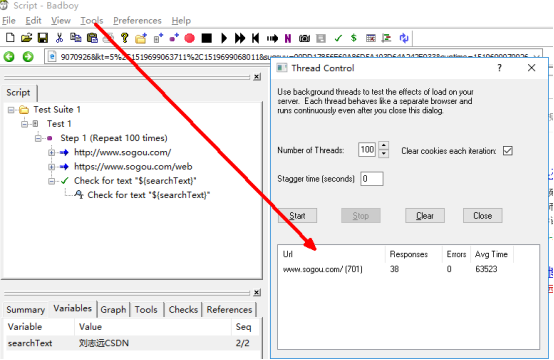 Script - Badboy
File Edit View Tools Preferences Help
Script
Test Suite 1
Test 1
Step 1 (Repeat 100 times)
http://www.sogou.com/
https://www.sogou.com/web
Check for text "${searchText}"
Check for text "${searchText}"
Summary Variables Graph Tools Checks References
Variable Value Seq
searchText 刘志远CSDN 2/2
Thread Control
Use background threads to test the effects of load on your
server. Each thread behaves like a separate browser and
runs continuously even after you close this dialog.
Number of Threads: 100 Clear cookies each iteration:
Stagger time (seconds) 0
Start Stop Clear Close
Url Responses Errors Avg Time
www.sogou.com/ (701) 38 0 63523